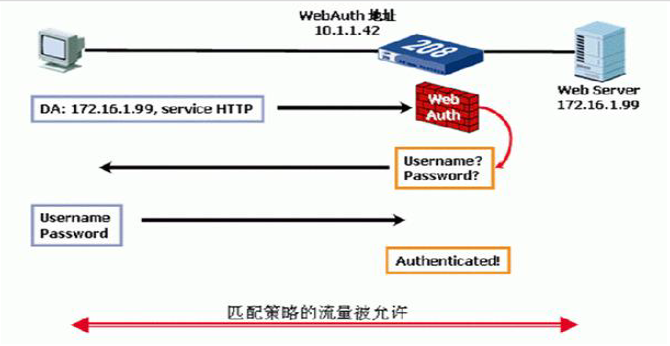 WebAuth 地址
10.1.1.42
208
Web Server
172.16.1.99
DA: 172.16.1.99, service HTTP
Web
Auth
Username?
Password?
Username
Password
Authenticated!
匹配策略的流量被允许